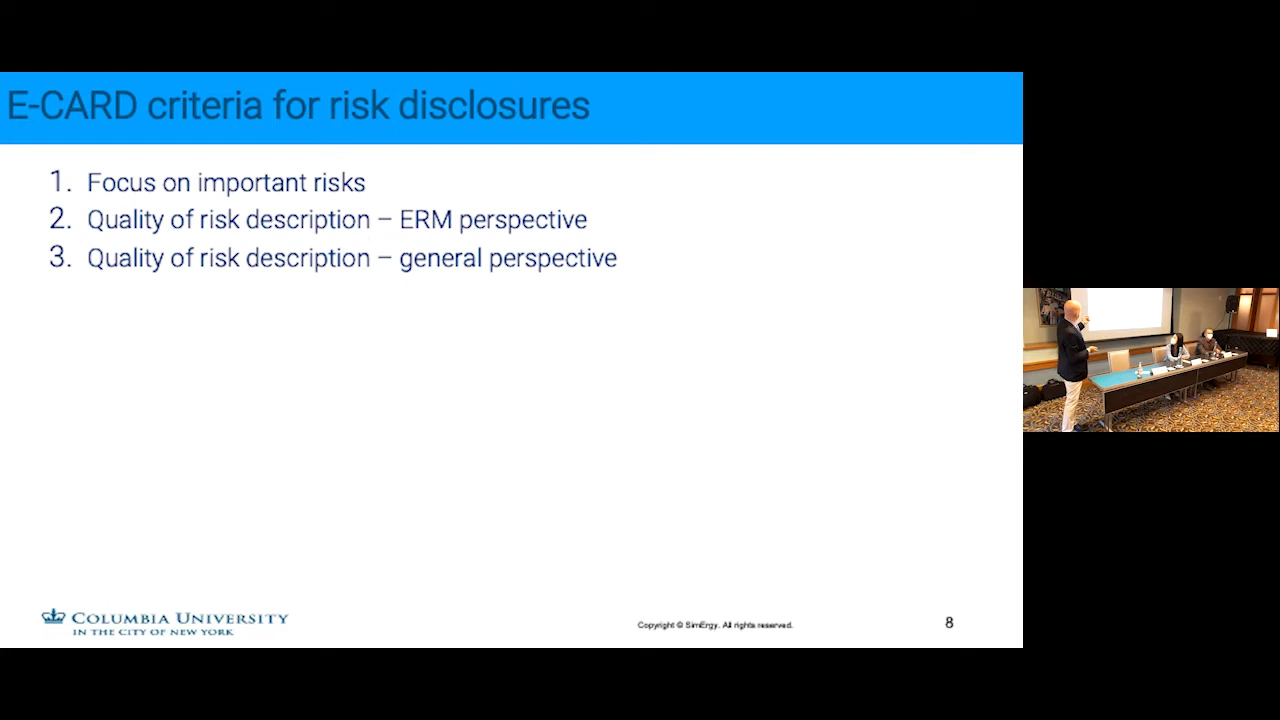 E-CARD criteria for risk disclosures
1. Focus on important risks
2. Quality of risk description – ERM perspective
3. Quality of risk description – general perspective
COLUMBIA UNIVERSITY
IN THE CITY OF NEW YORK
Copyright © SimErgy. All rights reserved.
8